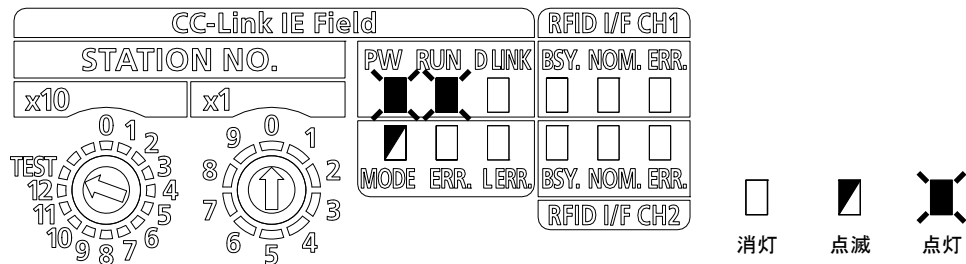 CC-Link IE Field
RFID I/F CH1
STATION NO.
PW RUN D LINK
BSY. NOM. ERR.
x10
x1
0 1 2 3 4 5 6 7 8 9 10 11 12 TEST
0 1 2 3 4 5 6 7 8 9
MODE ERR. L ERR.
BSY. NOM. ERR.
RFID I/F CH2
消灯
点滅
点灯